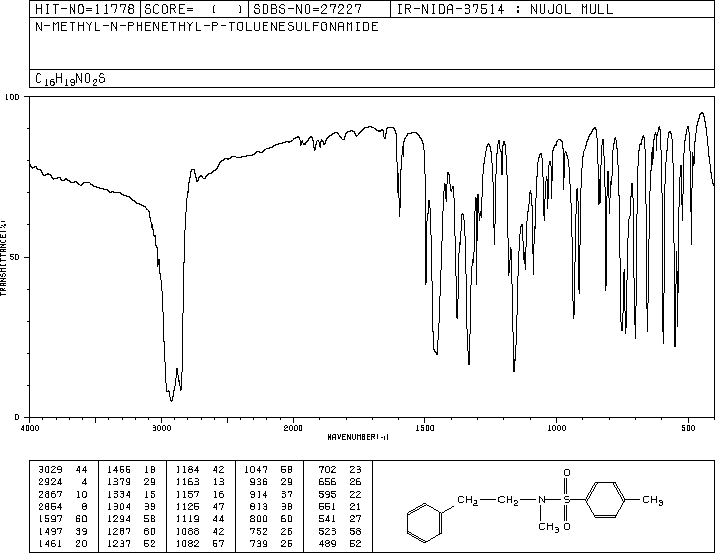 HIT-NO=11778 SCORE= ( ) SDBS-NO=27227 IR-NIDA-37514 : NUJOL MULL
N-METHYL-N-PHENETHYL-P-TOLUENESULFONAMIDE
C16H19NO2S
100
50
0
TRANSMITTANCE(%)
4000 3000 2000 1500 1000 500
WAVENUMBER(-1)
3029 44 1466 18 1184 42 1047 68 702 23
2924 4 1379 29 1163 13 936 29 656 26
2867 10 1334 15 1157 16 914 37 595 22
2854 8 1304 39 1126 47 813 38 551 21
1597 60 1294 58 1119 44 800 60 541 27
1497 39 1287 60 1088 42 752 26 523 58
1461 20 1237 52 1082 57 739 26 489 52
O
CH2 CH2 N S CH3
CH3 O